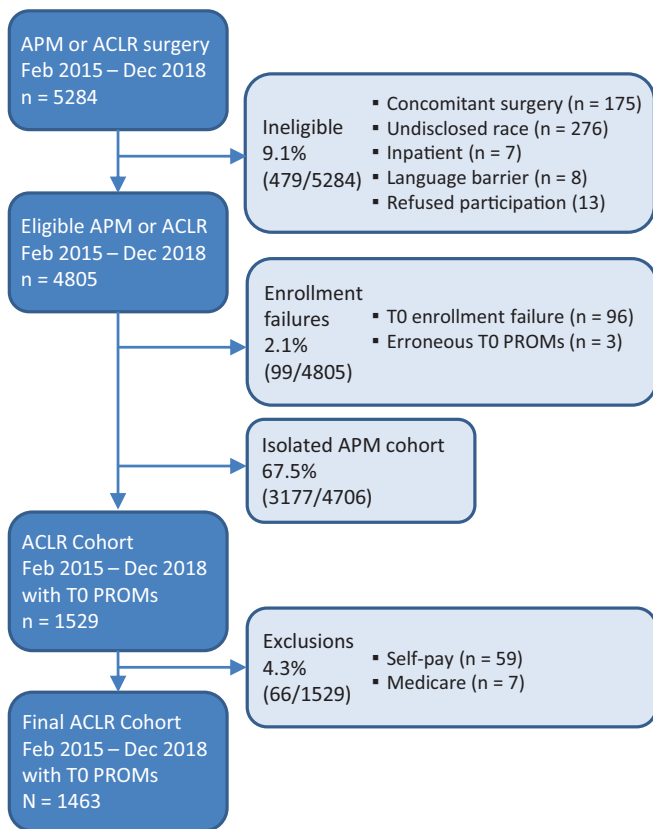 APM or ACLR surgery
Feb 2015 – Dec 2018
n = 5284
Ineligible
9.1%
(479/5284)
▪ Concomitant surgery (n = 175)
▪ Undisclosed race (n = 276)
▪ Inpatient (n = 7)
▪ Language barrier (n = 8)
▪ Refused participation (13)
Eligible APM or ACLR
Feb 2015 – Dec 2018
n = 4805
Enrollment
failures
2.1%
(99/4805)
▪ T0 enrollment failure (n = 96)
▪ Erroneous T0 PROMs (n = 3)
Isolated APM cohort
67.5%
(3177/4706)
ACLR Cohort
Feb 2015 – Dec 2018
with T0 PROMs
n = 1529
Exclusions
4.3%
(66/1529)
▪ Self-pay (n = 59)
▪ Medicare (n = 7)
Final ACLR Cohort
Feb 2015 – Dec 2018
with T0 PROMs
N = 1463